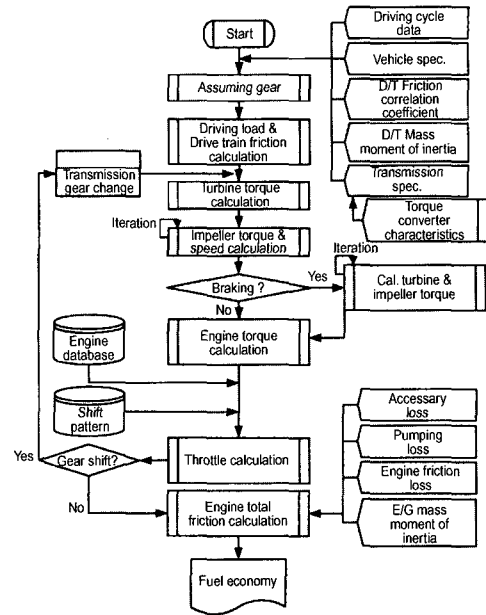 Start
Assuming gear
Driving load &
Drive train friction
calculation
Transmission
gear change
Turbine torque
calculation
Iteration
Impeller torque &
speed calculation
Braking ?
Yes
No
Iteration
Cal. turbine &
impeller torque
Engine torque
calculation
Engine
database
Shift
pattern
Throttle calculation
Gear shift?
Yes
No
Engine total
friction calculation
Fuel economy
Driving cycle
data
Vehicle spec.
D/T Friction
correlation
coefficient
D/T Mass
moment of inertia
Transmission
spec.
Torque
converter
characteristics
Accessary
loss
Pumping
loss
Engine friction
loss
E/G mass
moment of
inertia